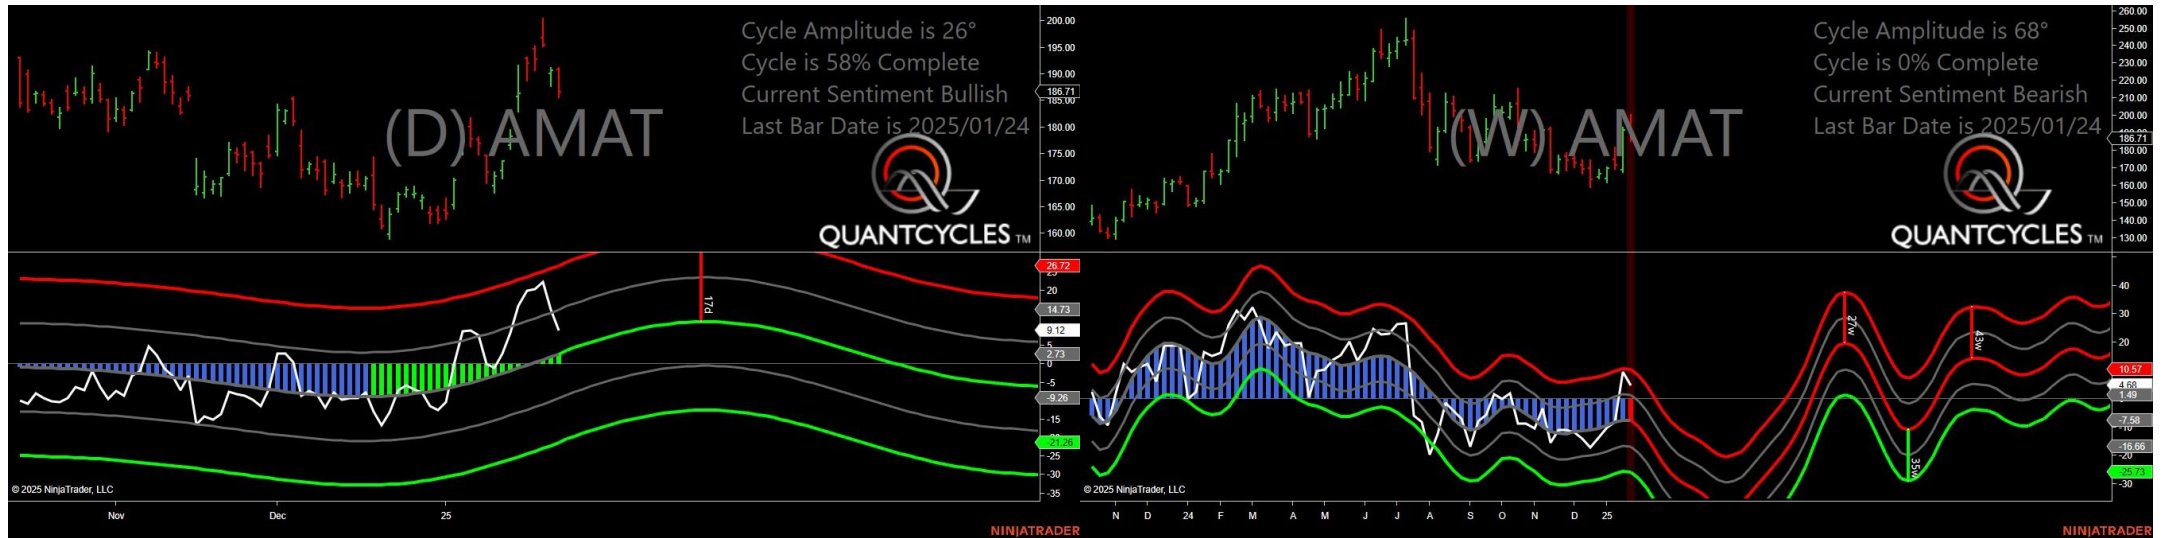 Cycle Amplitude is 26°
Cycle is 58% Complete
Current Sentiment Bullish
Last Bar Date is 2025/01/24
(D) AMAT
QUANTCYCLES TM
200.00
195.00
190.00
186.71
185.00
180.00
175.00
170.00
165.00
160.00
17d
26.72
20
14.73
9.12
5
2.73
0
-5
-9.26
-15
-21.26
-25
-30
-35
© 2025 NinjaTrader, LLC
Nov
Dec
25
NINJATRADER
Cycle Amplitude is 68°
Cycle is 0% Complete
Current Sentiment Bearish
Last Bar Date is 2025/01/24
(W) AMAT
QUANTCYCLES TM
260.00
250.00
240.00
230.00
220.00
210.00
200.00
186.71
180.00
170.00
160.00
150.00
140.00
130.00
27w
43w
35w
40
30
20
10.57
4.68
1.49
-7.58
-10
-16.66
-20
-25.73
-30
© 2025 NinjaTrader, LLC
N D 24 F M A M J J A S O N D 25
NINJATRADER